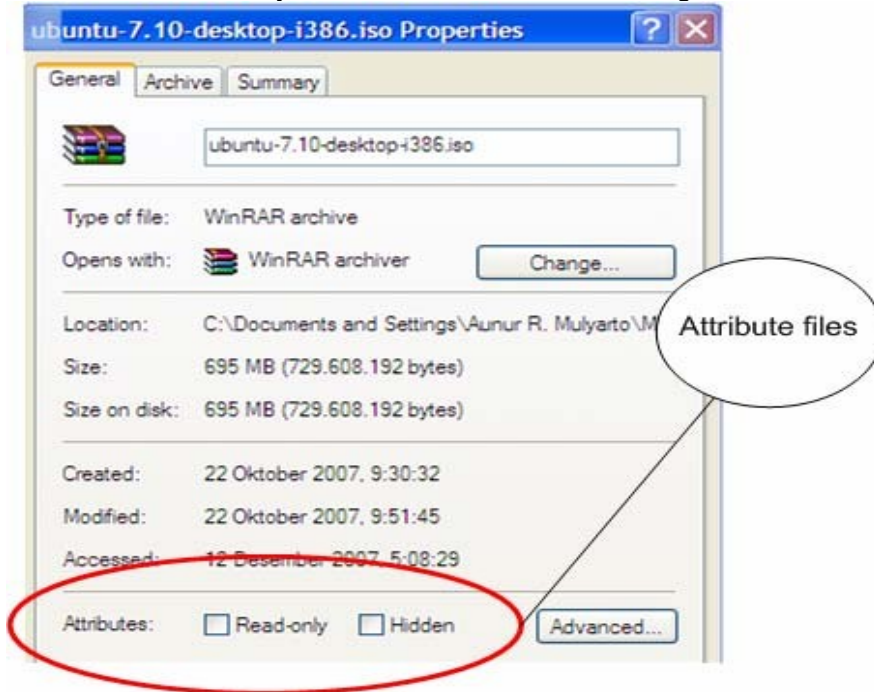 ubuntu-7.10-desktop-i386.iso Properties
General Archive Summary
ubuntu-7.10-desktop-i386.iso
Type of file: WinRAR archive
Opens with: WinRAR archiver Change...
Location: C:\Documents and Settings\Aunur R. Mulyarto\M
Attribute files
Size: 695 MB (729.608.192 bytes)
Size on disk: 695 MB (729.608.192 bytes)
Created: 22 Oktober 2007, 9:30:32
Modified: 22 Oktober 2007, 9:51:45
Accessed: 12 Desember 2007, 5:08:29
Attributes: Read-only Hidden Advanced...